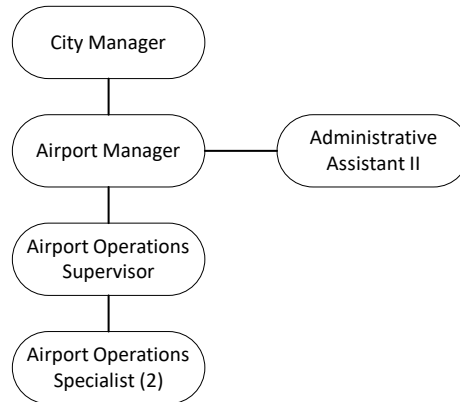 City Manager
Airport Manager
Administrative
Assistant II
Airport Operations
Supervisor
Airport Operations
Specialist (2)